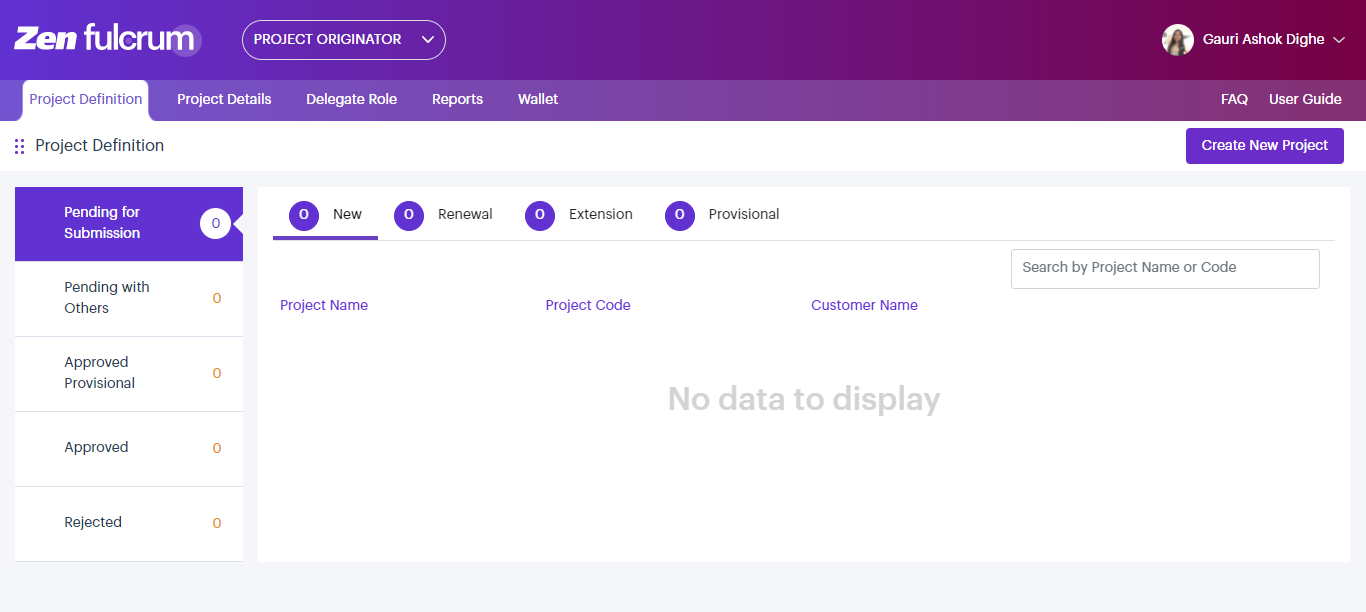 Zen fulcrum
PROJECT ORIGINATOR
Gauri Ashok Dighe
Project Definition
Project Details
Delegate Role
Reports
Wallet
FAQ
User Guide
Project Definition
Create New Project
Pending for
Submission
0
Pending with
Others
0
Approved
Provisional
0
Approved
0
Rejected
0
0 New
0 Renewal
0 Extension
0 Provisional
Search by Project Name or Code
Project Name
Project Code
Customer Name
No data to display